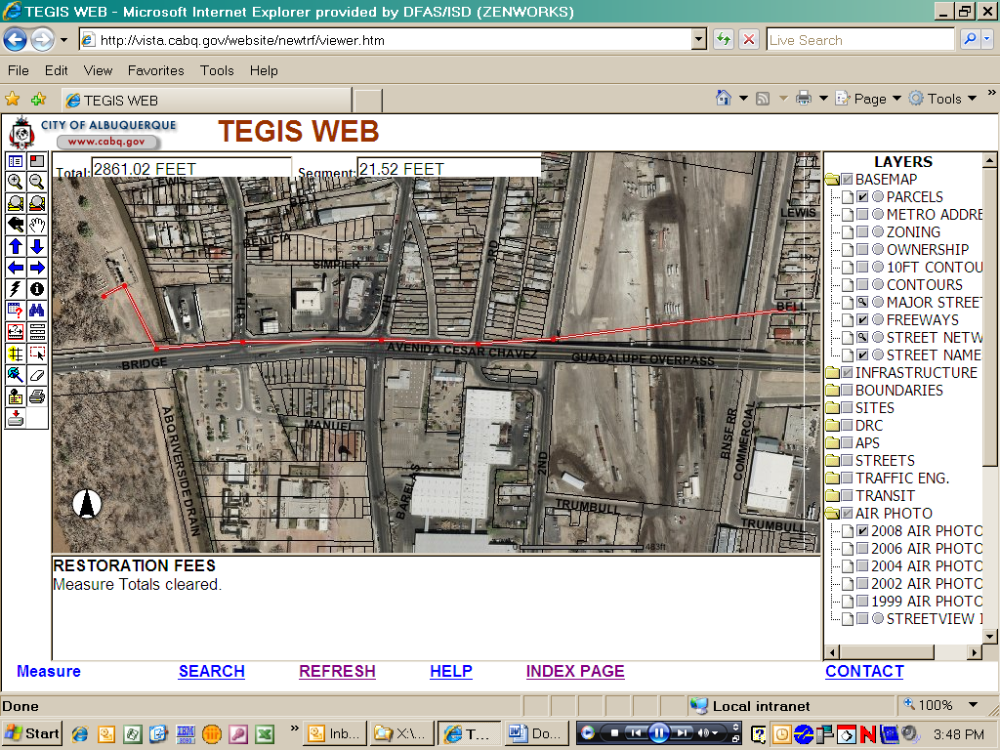 TEGIS WEB - Microsoft Internet Explorer provided by DFAS/ISD (ZENWORKS)
http://vista.cabq.gov/website/newtrf/viewer.htm
Live Search
File Edit View Favorites Tools Help
TEGIS WEB
Page Tools
CITY OF ALBUQUERQUE
www.cabq.gov
TEGIS WEB
Total: 2861.02 FEET Segment: 21.52 FEET
LEWIS
LEWIS
BENICIA
SIMPIER
3RD
4TH
BELL
AVENIDA CESAR CHAVEZ
GUADALUPE OVERPASS
BRIDGE
ABQ RIVERSIDE DRAIN
MANUEL
BARELAS
2ND
BNSF RR
COMMERCIAL
TRUMBULL
TRUMBULL
483ft
LAYERS
BASEMAP
PARCELS
METRO ADDRE
ZONING
OWNERSHIP
10FT CONTOU
CONTOURS
MAJOR STREET
FREEWAYS
STREET NETW
STREET NAME
INFRASTRUCTURE
BOUNDARIES
SITES
DRC
APS
STREETS
TRAFFIC ENG.
TRANSIT
AIR PHOTO
2008 AIR PHOTO
2006 AIR PHOTO
2004 AIR PHOTO
2002 AIR PHOTO
1999 AIR PHOTO
STREETVIEW
RESTORATION FEES
Measure Totals cleared.
Measure SEARCH REFRESH HELP INDEX PAGE CONTACT
Done Local intranet 100%
Start Inb... X:\... T... Do... 3:48 PM